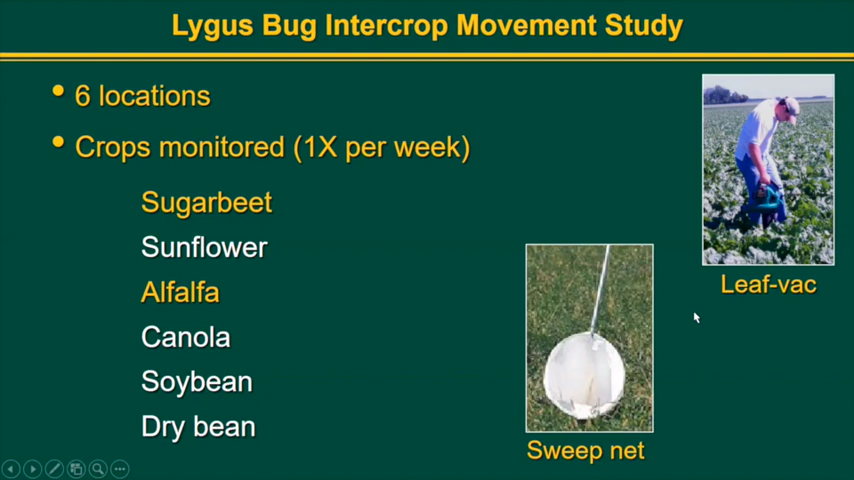 Lygus Bug Intercrop Movement Study
• 6 locations
• Crops monitored (1X per week)
Sugarbeet
Sunflower
Alfalfa
Canola
Soybean
Dry bean
Leaf-vac
Sweep net